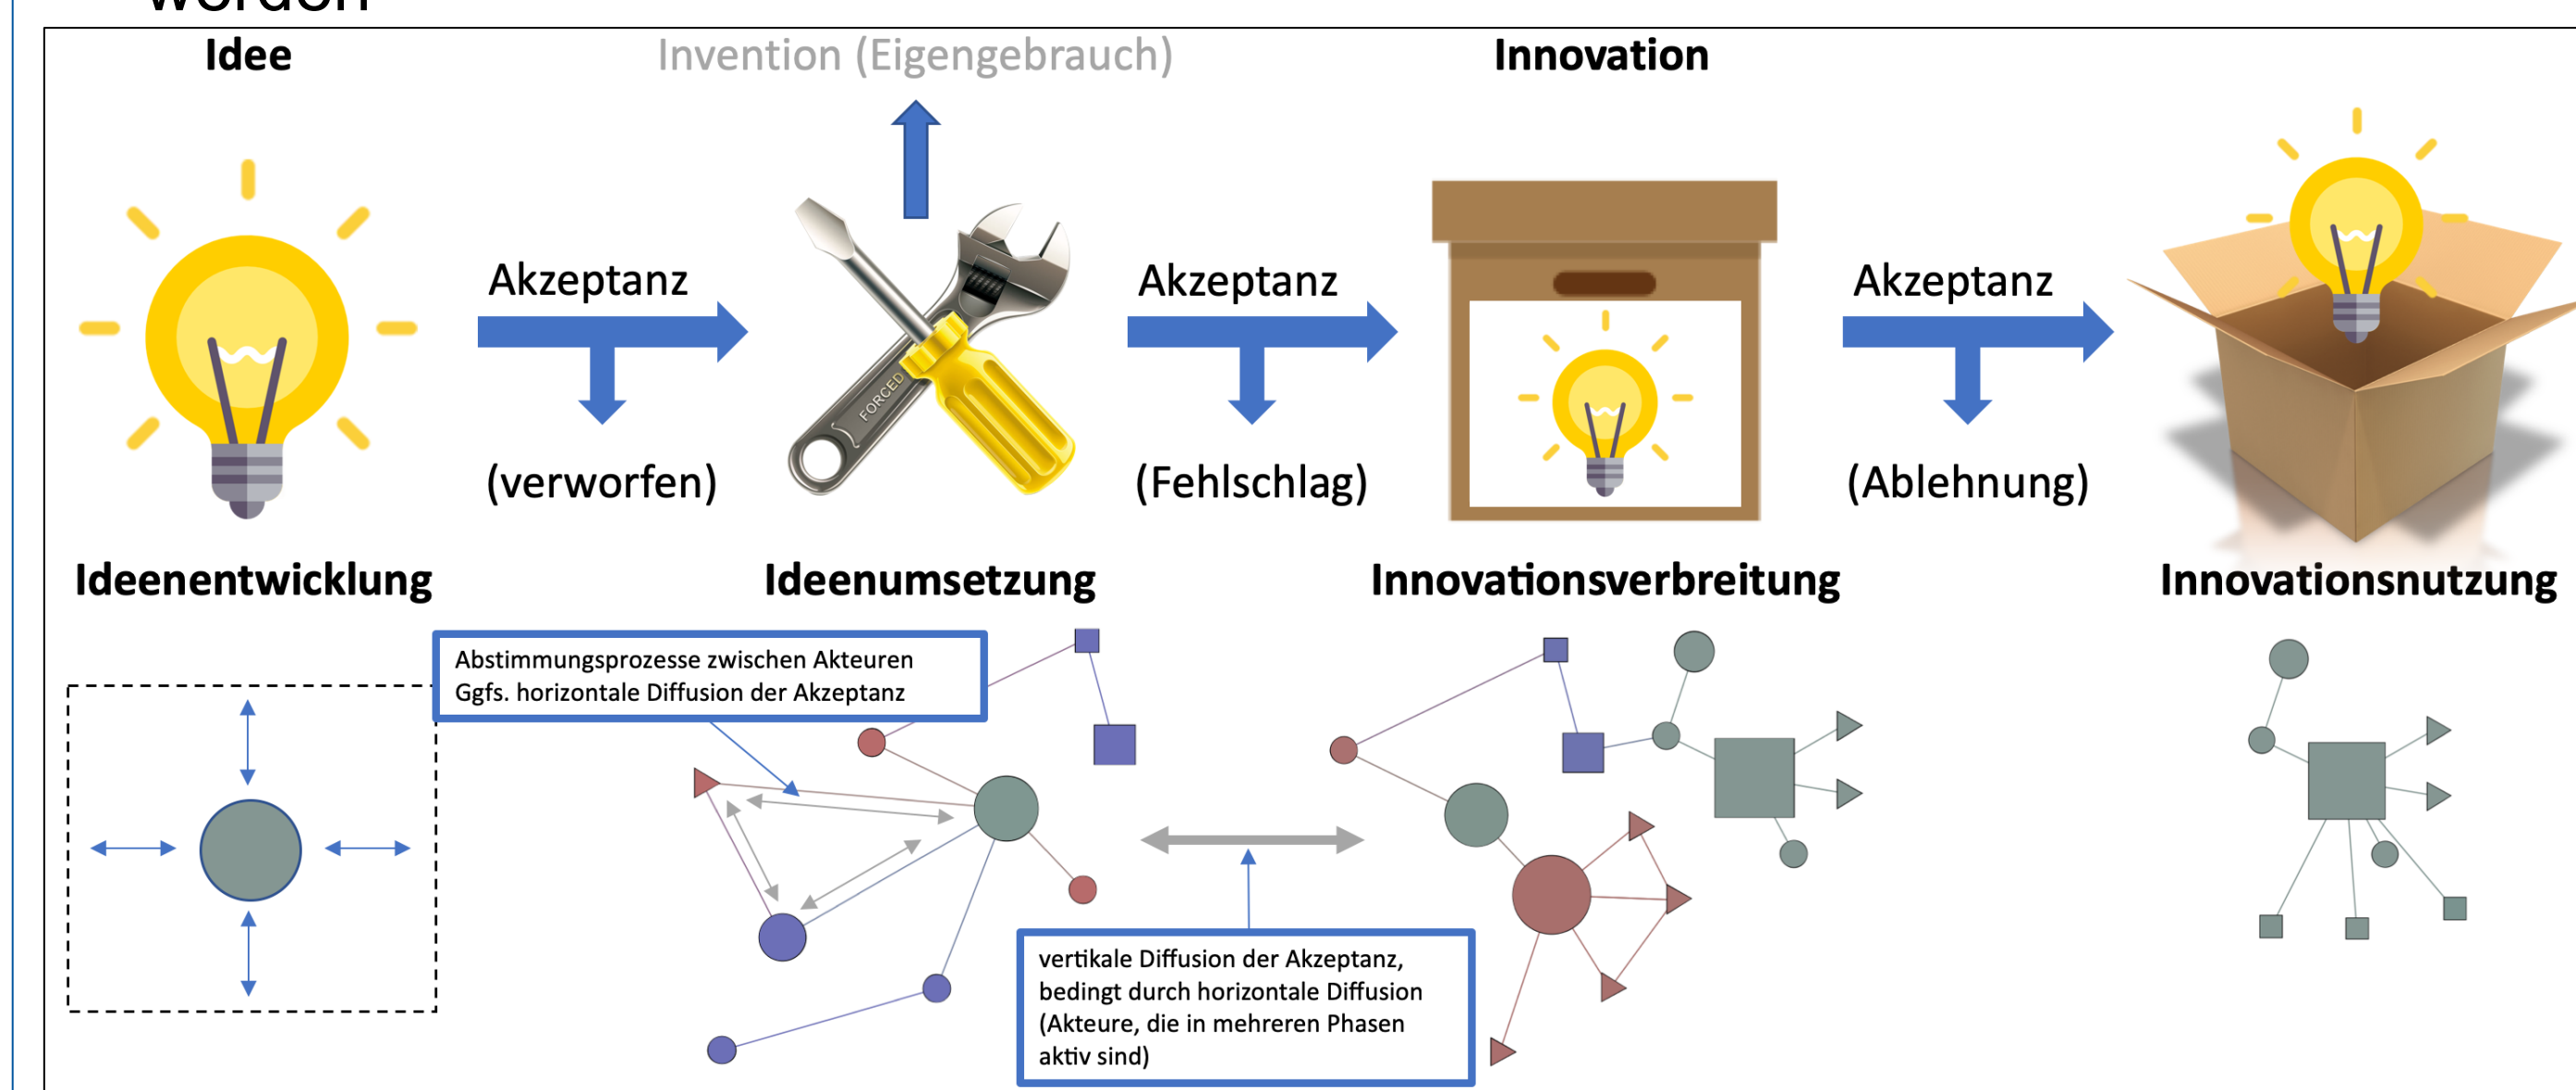 werden
Idee
Invention (Eigengebrauch)
Innovation
Akzeptanz
Akzeptanz
Akzeptanz
FORCED
(verworfen)
(Fehlschlag)
(Ablehnung)
Ideenentwicklung
Ideenumsetzung
Innovationsverbreitung
Innovationsnutzung
Abstimmungsprozesse zwischen Akteuren
Ggfs. horizontale Diffusion der Akzeptanz
vertikale Diffusion der Akzeptanz,
bedingt durch horizontale Diffusion
(Akteure, die in mehreren Phasen
aktiv sind)